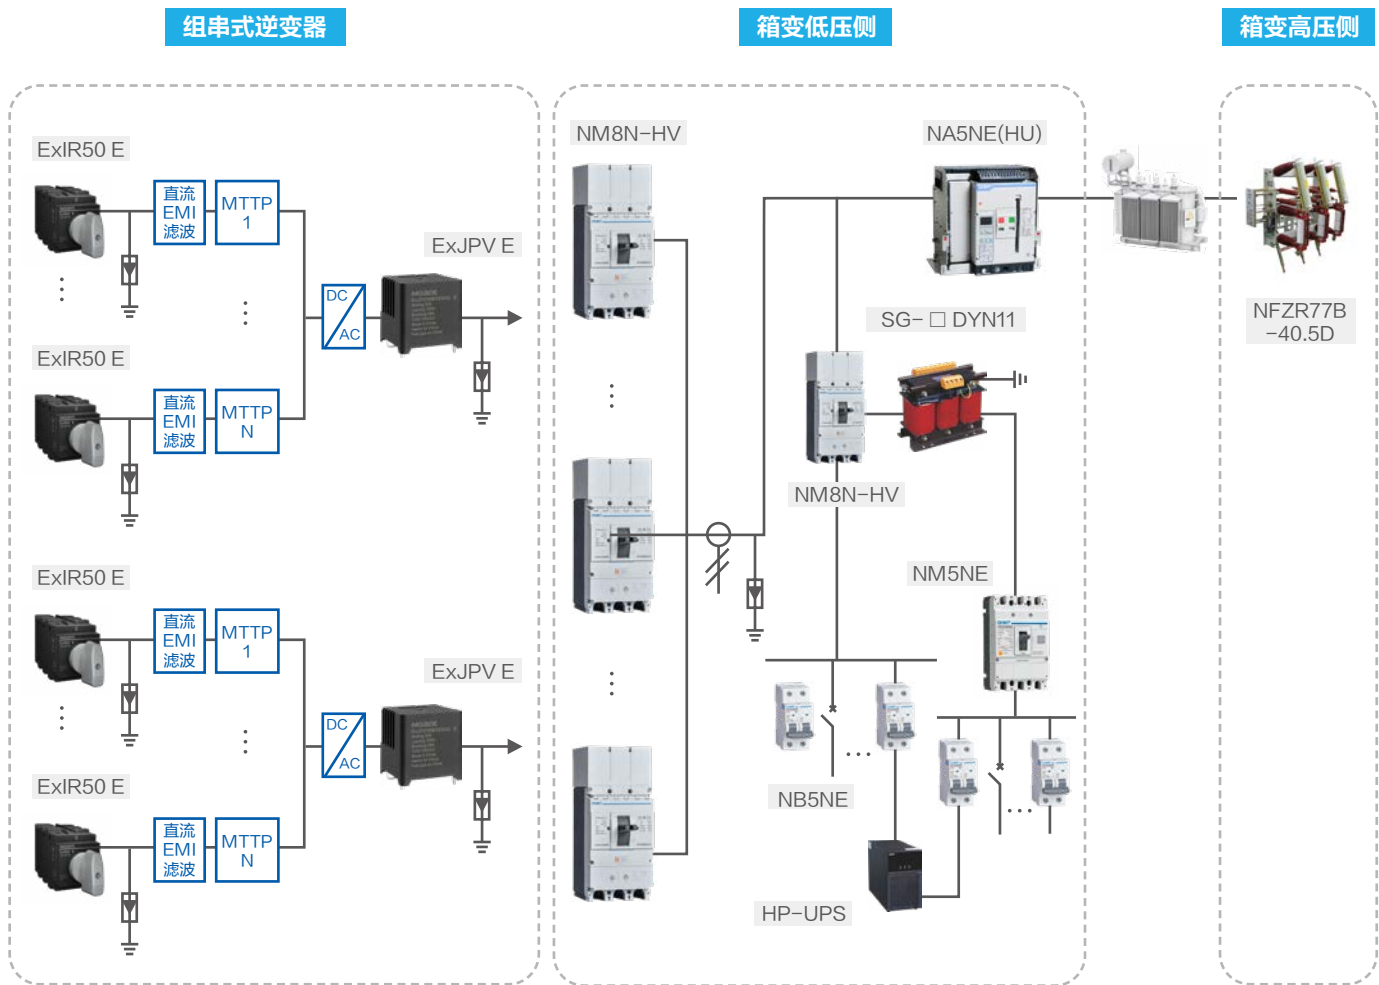 组串式逆变器
箱变低压侧
箱变高压侧
ExIR50 E
直流
EMI
滤波
MTTP
1
ExJPV E
DC
AC
ExIR50 E
直流
EMI
滤波
MTTP
N
ExIR50 E
直流
EMI
滤波
MTTP
1
ExJPV E
DC
AC
ExIR50 E
直流
EMI
滤波
MTTP
N
NM8N-HV
NA5NE(HU)
SG- □ DYN11
NM8N-HV
NM5NE
NB5NE
HP-UPS
NFZR77B
-40.5D